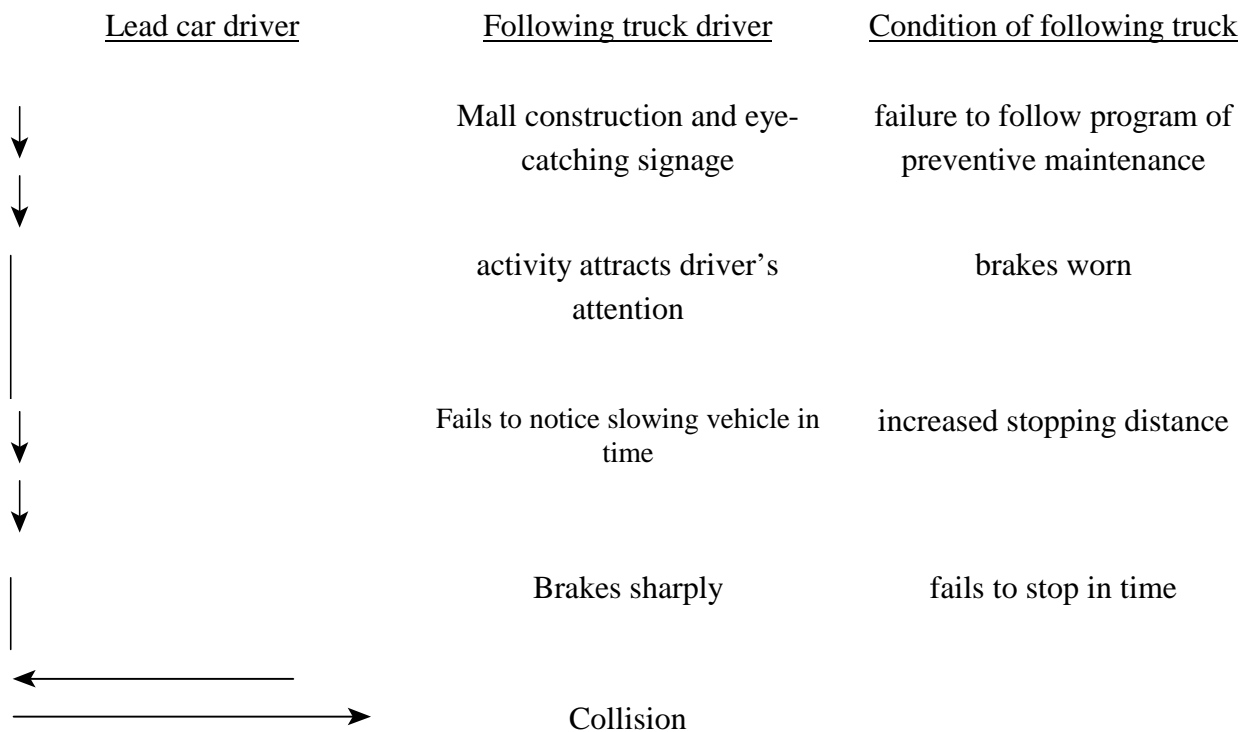 Lead car driver Following truck driver Condition of following truck
Mall construction and eye- failure to follow program of
catching signage preventive maintenance
activity attracts driver’s brakes worn
attention
Fails to notice slowing vehicle in increased stopping distance
time
Brakes sharply fails to stop in time
Collision